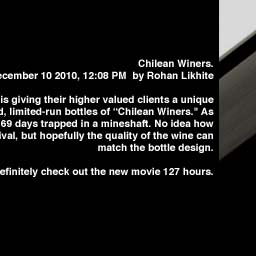 Chilean Winers.
ecember 10 2010, 12:08 PM by Rohan Likhite
is giving their higher valued clients a unique
d, limited-run bottles of “Chilean Winers." As
69 days trapped in a mineshaft. No idea how
ival, but hopefully the quality of the wine can
match the bottle design.
efinitely check out the new movie 127 hours.